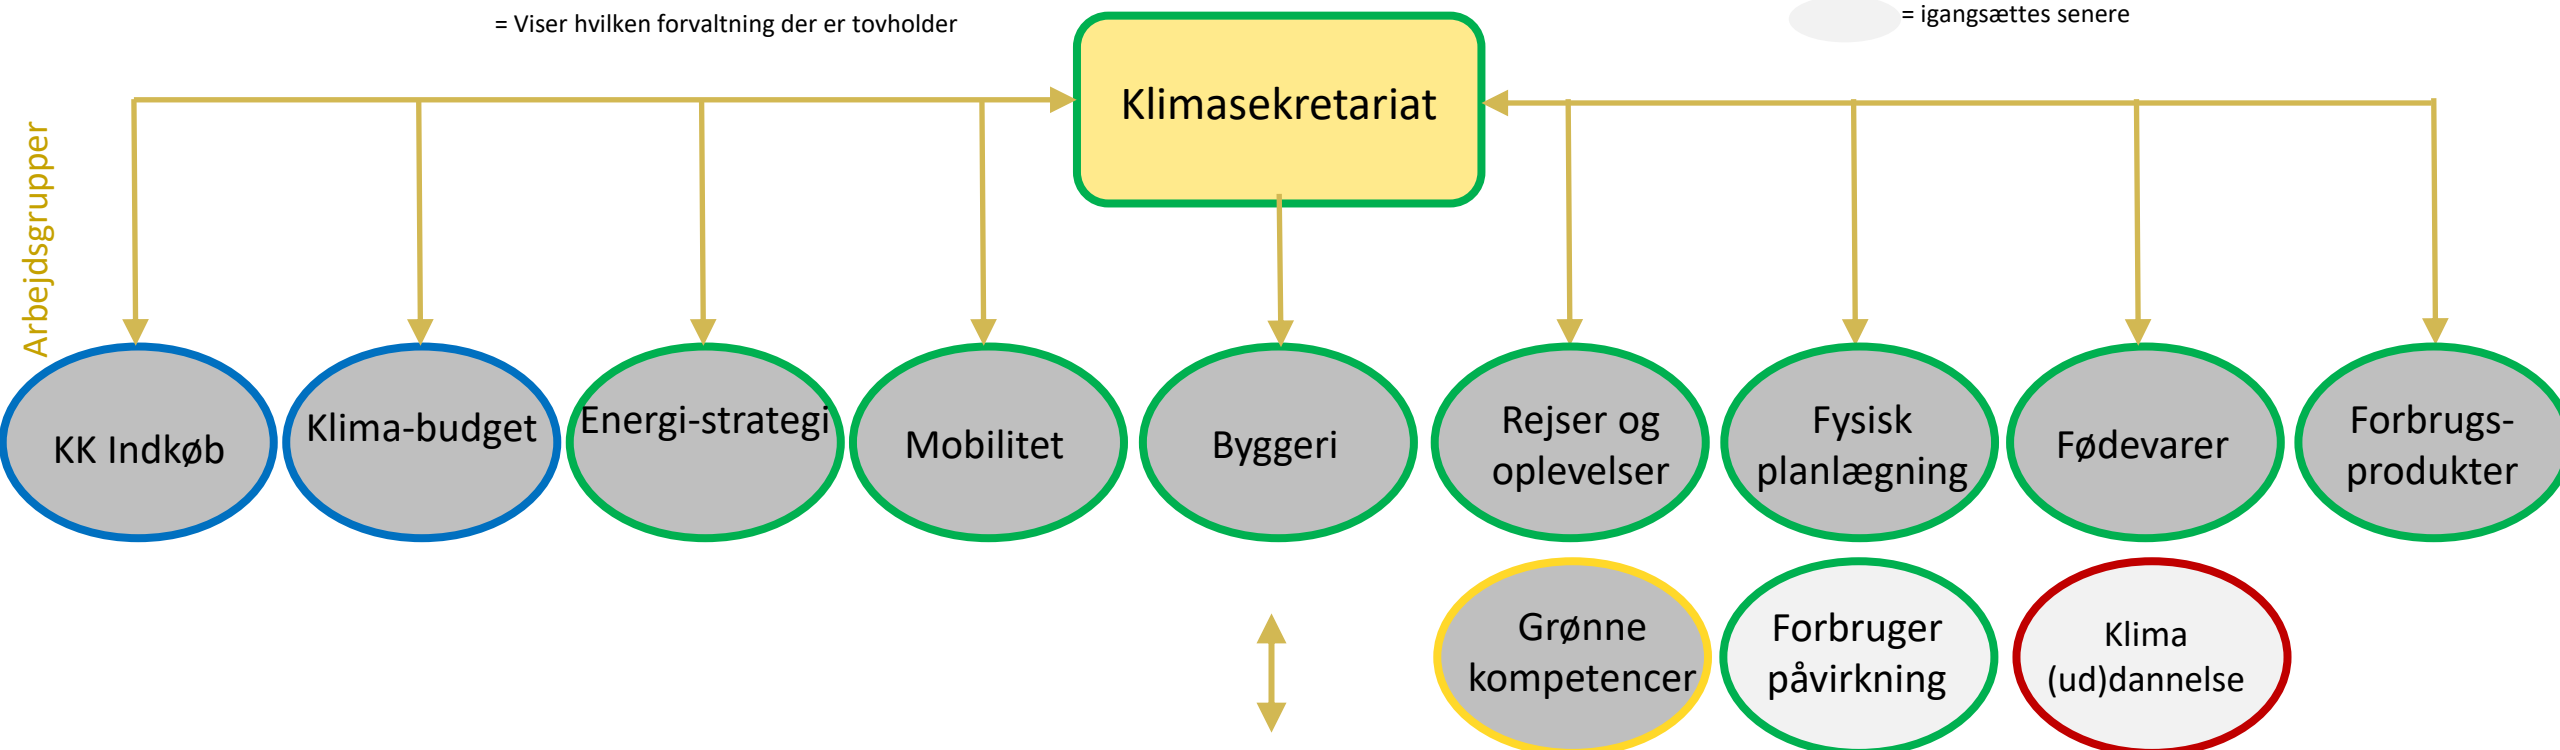 = Viser hvilken forvaltning der er tovholder
= igangsættes senere
Klimasekretariat
Arbejdsgrupper
KK Indkøb
Klima-budget
Energi-strategi
Mobilitet
Byggeri
Rejser og
oplevelser
Fysisk
planlægning
Fødevarer
Forbrugs-
produkter
Grønne
kompetencer
Forbruger
påvirkning
Klima
(ud)dannelse